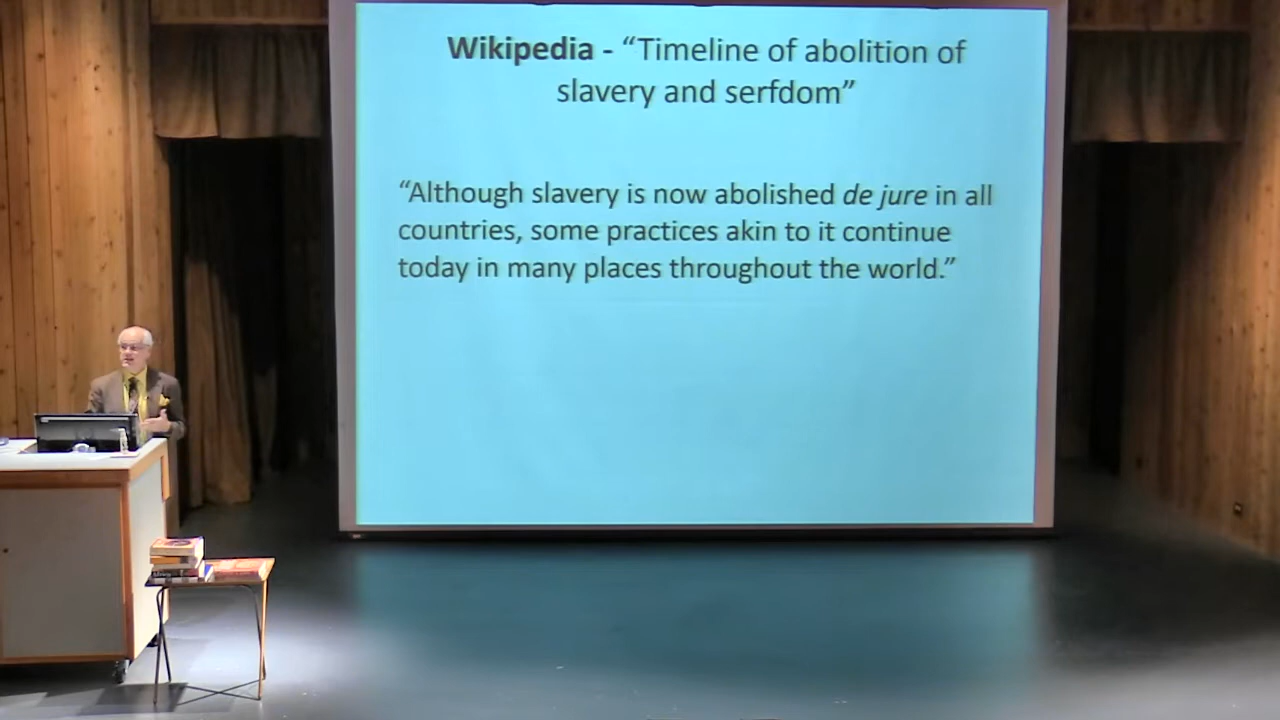 Wikipedia - “Timeline of abolition of
slavery and serfdom”
“Although slavery is now abolished de jure in all
countries, some practices akin to it continue
today in many places throughout the world.”